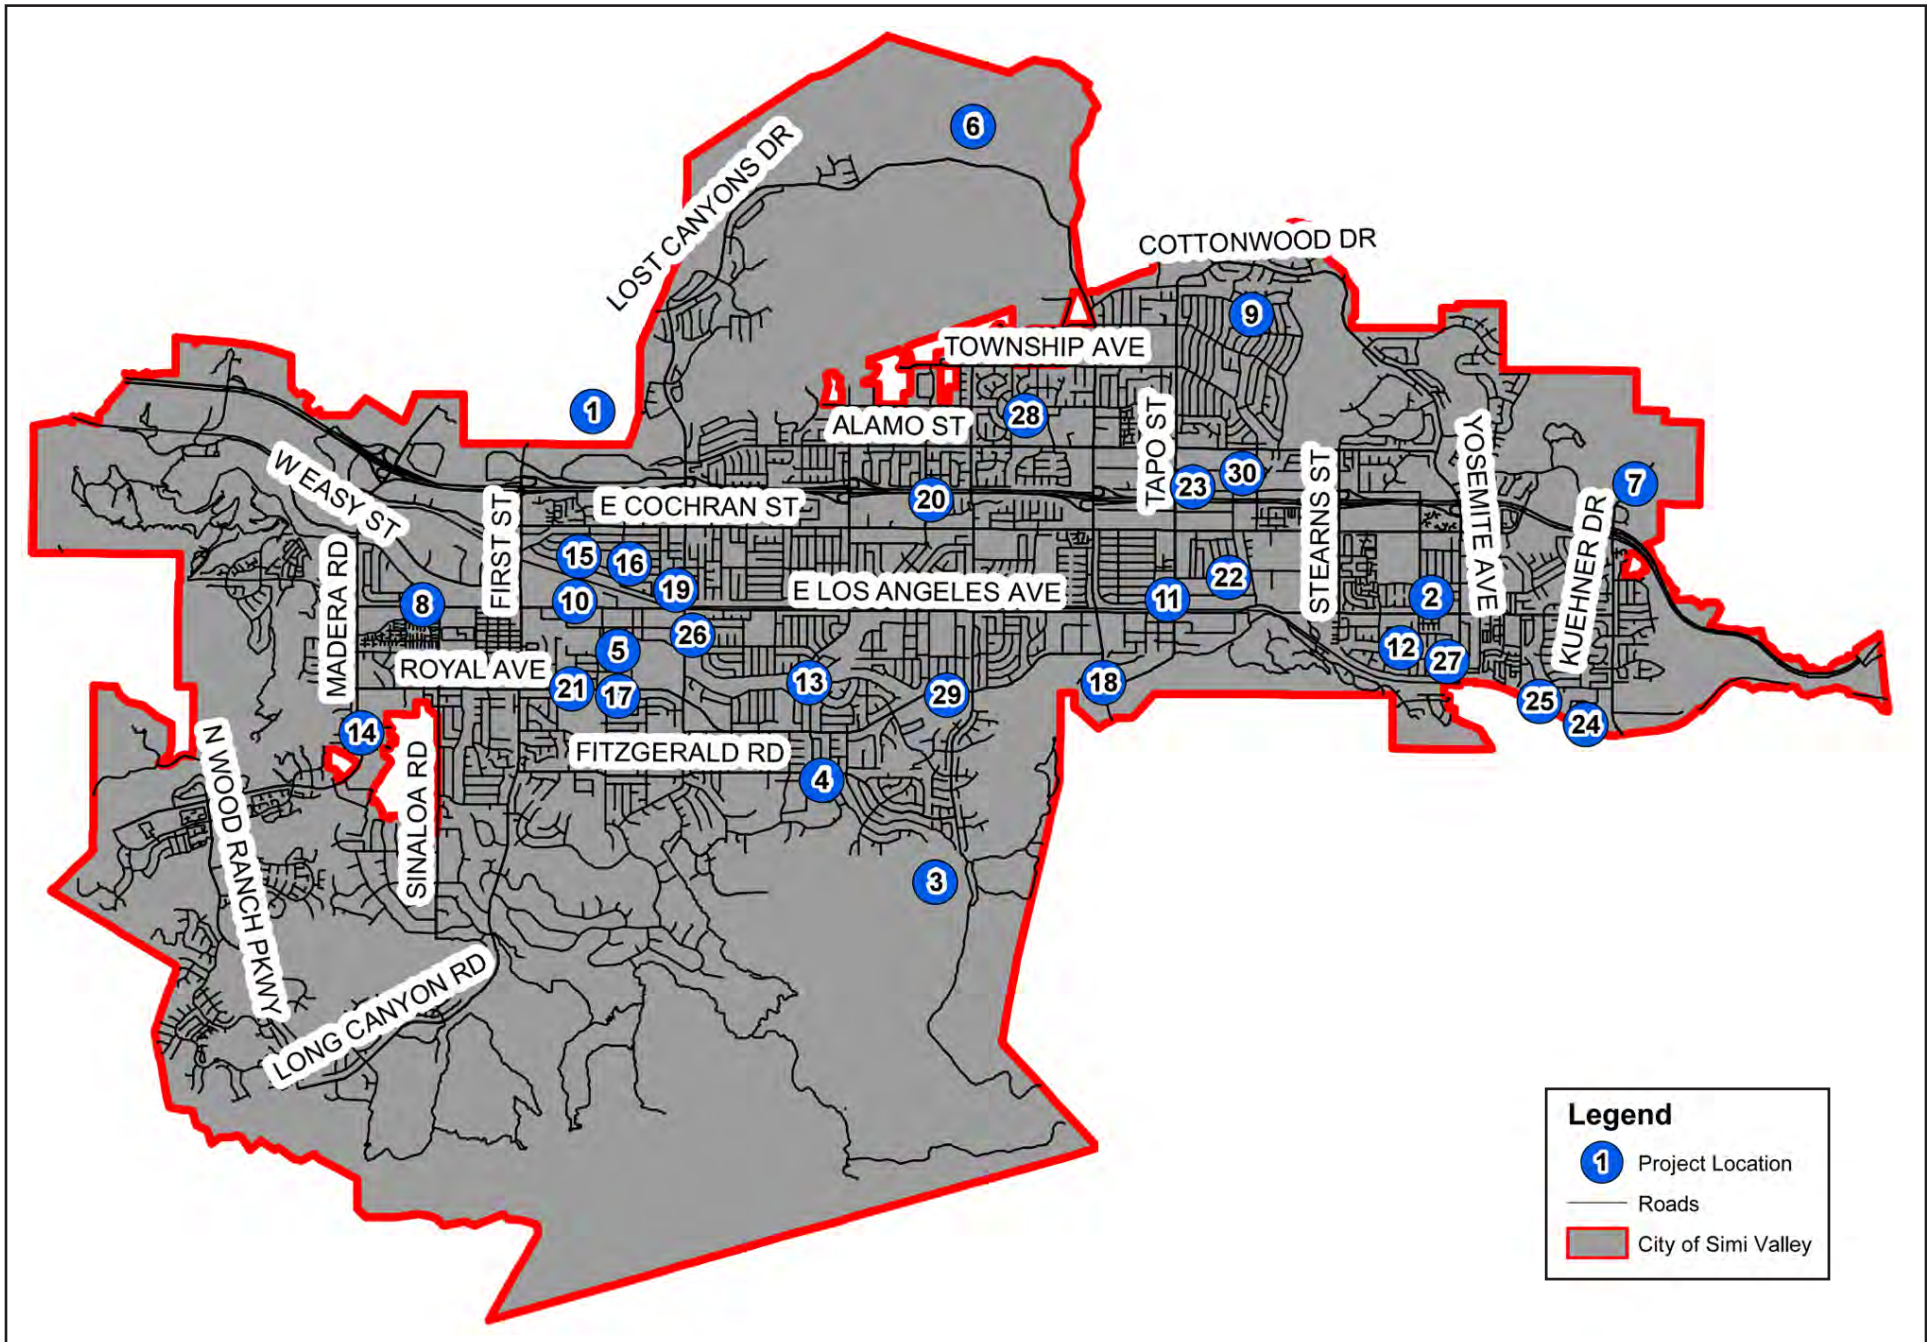 6
LOST CANYONS DR
COTTONWOOD DR
9
TOWNSHIP AVE
1
28
ALAMO ST
W EASY ST
FIRST ST
E COCHRAN ST
20
TAPO ST
23
30
STEARNS ST
YOSEMITE AVE
KUEHNER DR
7
MADERA RD
15
16
19
8
10
E LOS ANGELES AVE
11
22
2
26
5
12
27
ROYAL AVE
21
17
13
29
18
25
24
14
N WOOD RANCH PKWY
SINALOA RD
FITZGERALD RD
4
3
LONG CANYON RD
Legend
1 Project Location
Roads
City of Simi Valley